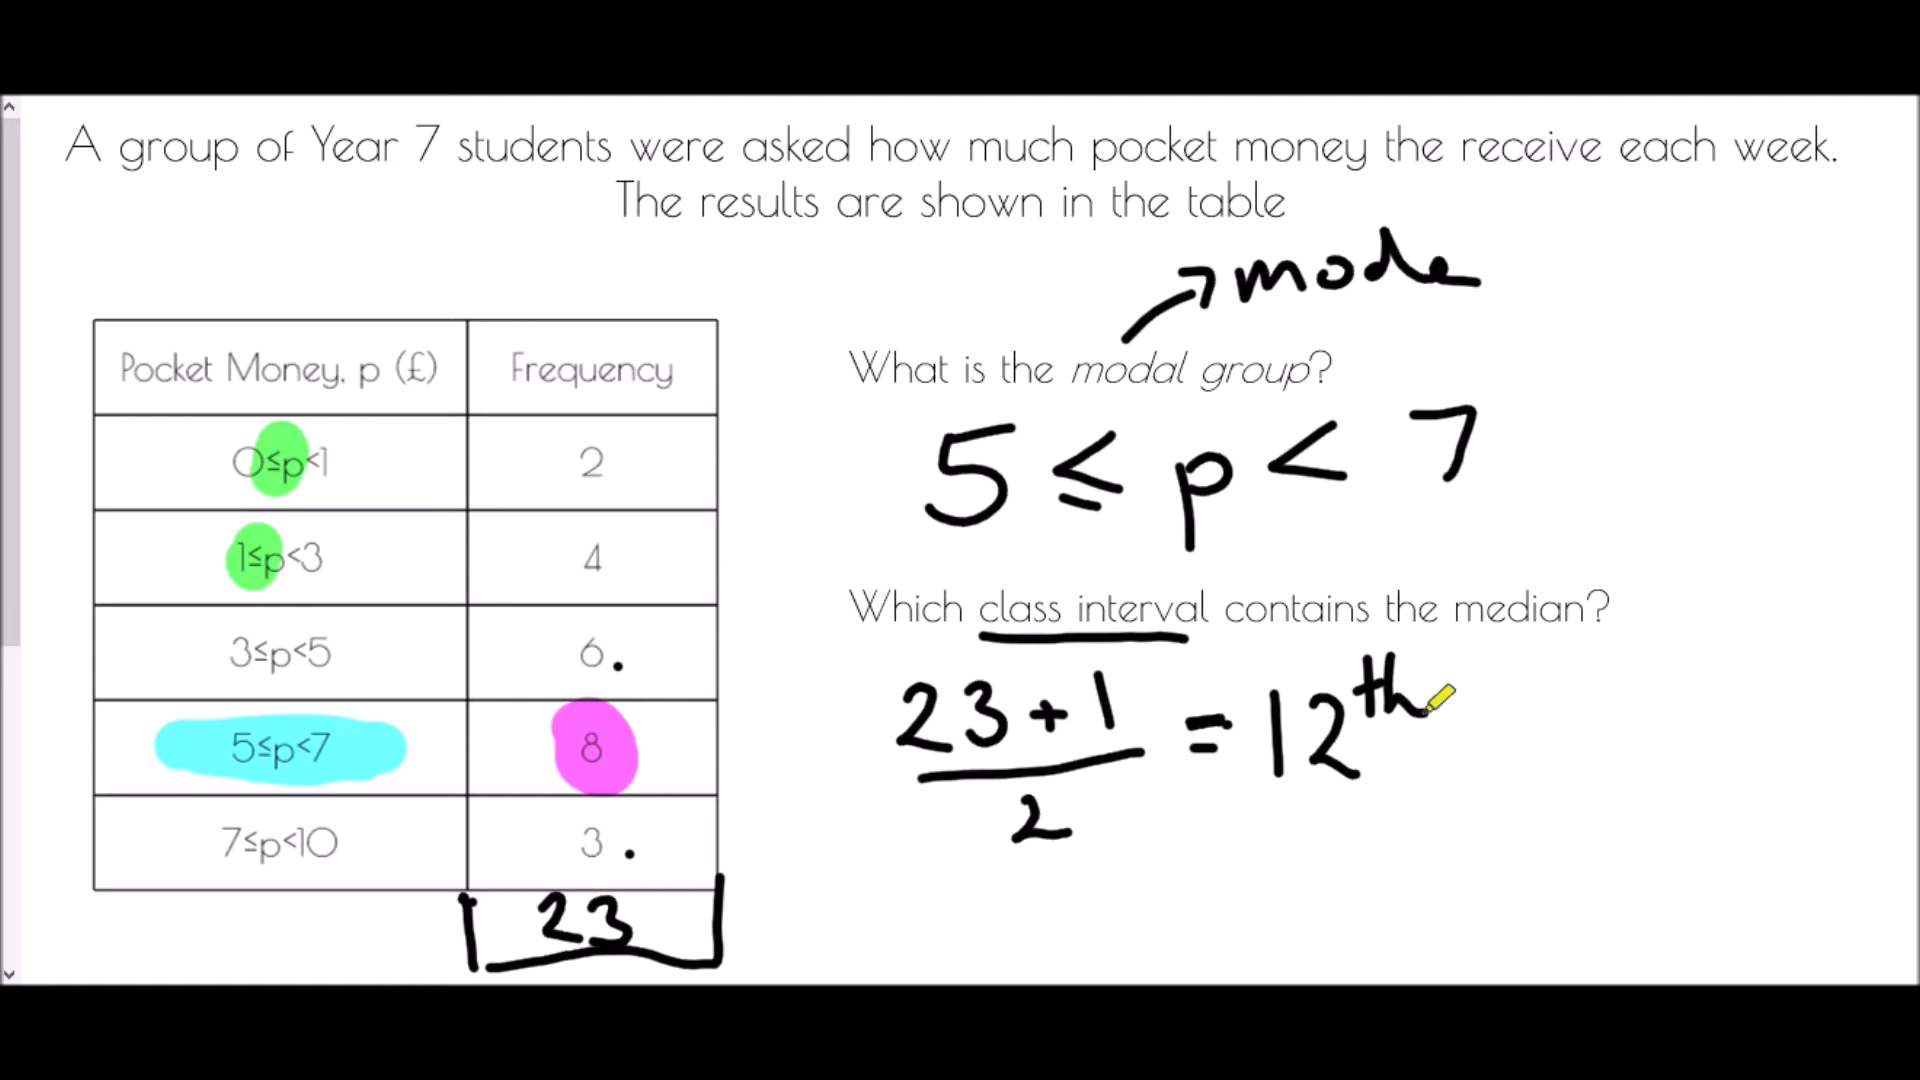 A group of Year 7 students were asked how much pocket money the receive each week.
The results are shown in the table
mode
What is the modal group?
5 ≤ p < 7
Which class interval contains the median?
23 + 1 = 12th
2
Pocket Money, p (£) Frequency
0≤p<1 2
1≤p<3 4
3≤p<5 6 .
5≤p<7 8
7≤p<10 3 .
23